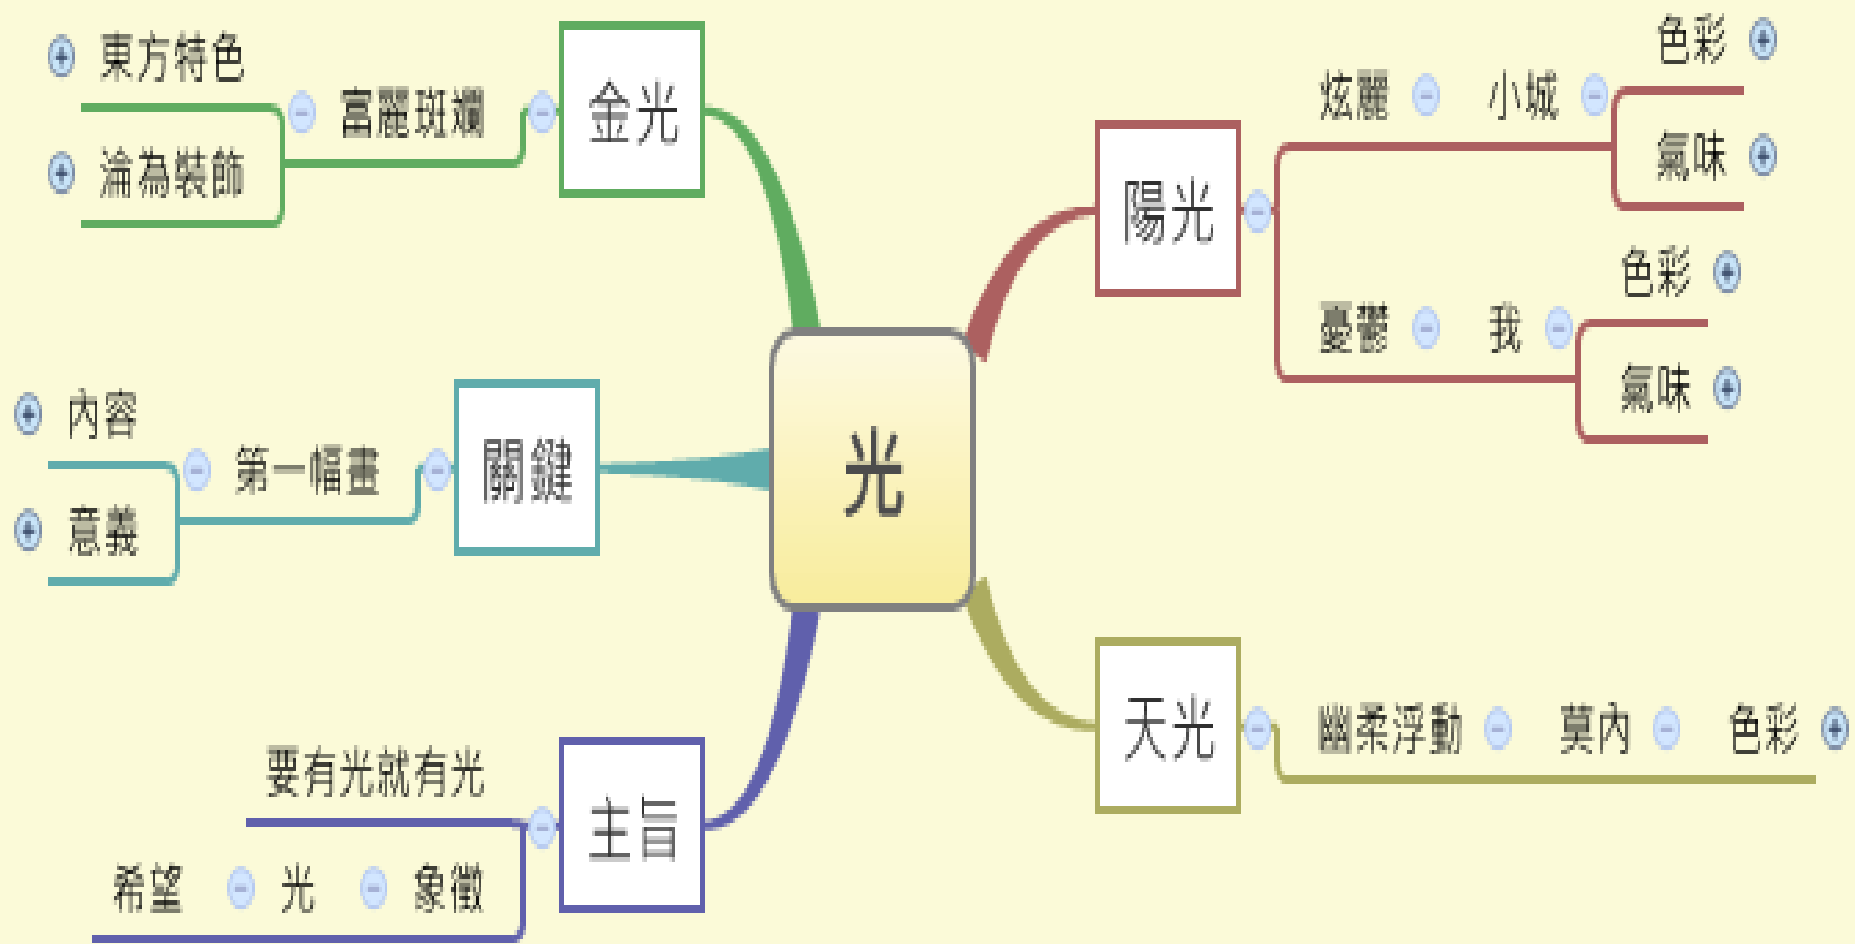 光
陽光
炫麗 小城
色彩
氣味
憂鬱 我
色彩
氣味
天光
幽柔浮動 莫內 色彩
金光
富麗斑斕
東方特色
淪為裝飾
關鍵
第一幅畫
內容
意義
主旨
要有光就有光
象徵 光 希望